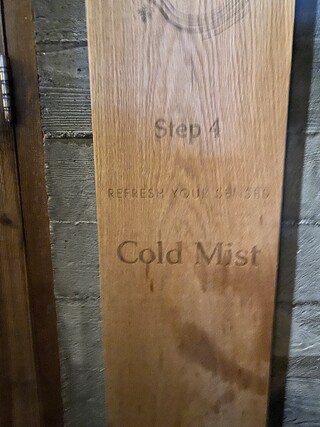 Step 4
REFRESH YOUR SENSES
Cold Mist